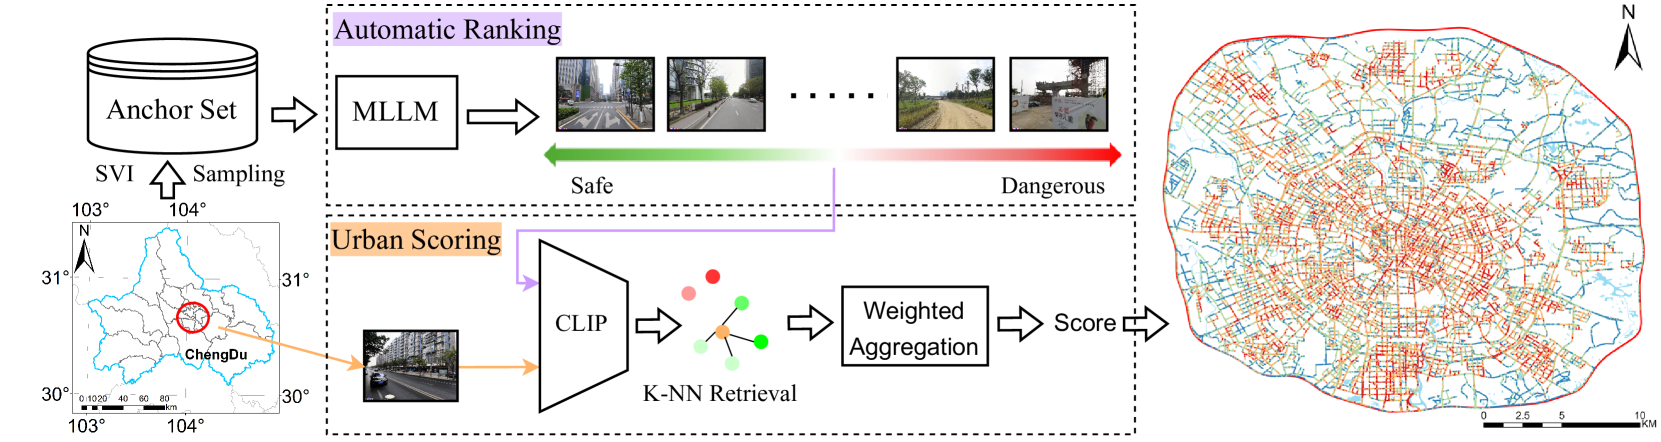 Automatic Ranking
Anchor Set
MLLM
Safe
Dangerous
SVI
Sampling
103°
104°
N
31°
31°
ChengDu
30°
30°
0 10 20 40 60 80
km
103°
104°
Urban Scoring
CLIP
K-NN Retrieval
Weighted
Aggregation
Score
N
0 2.5 5 10
KM